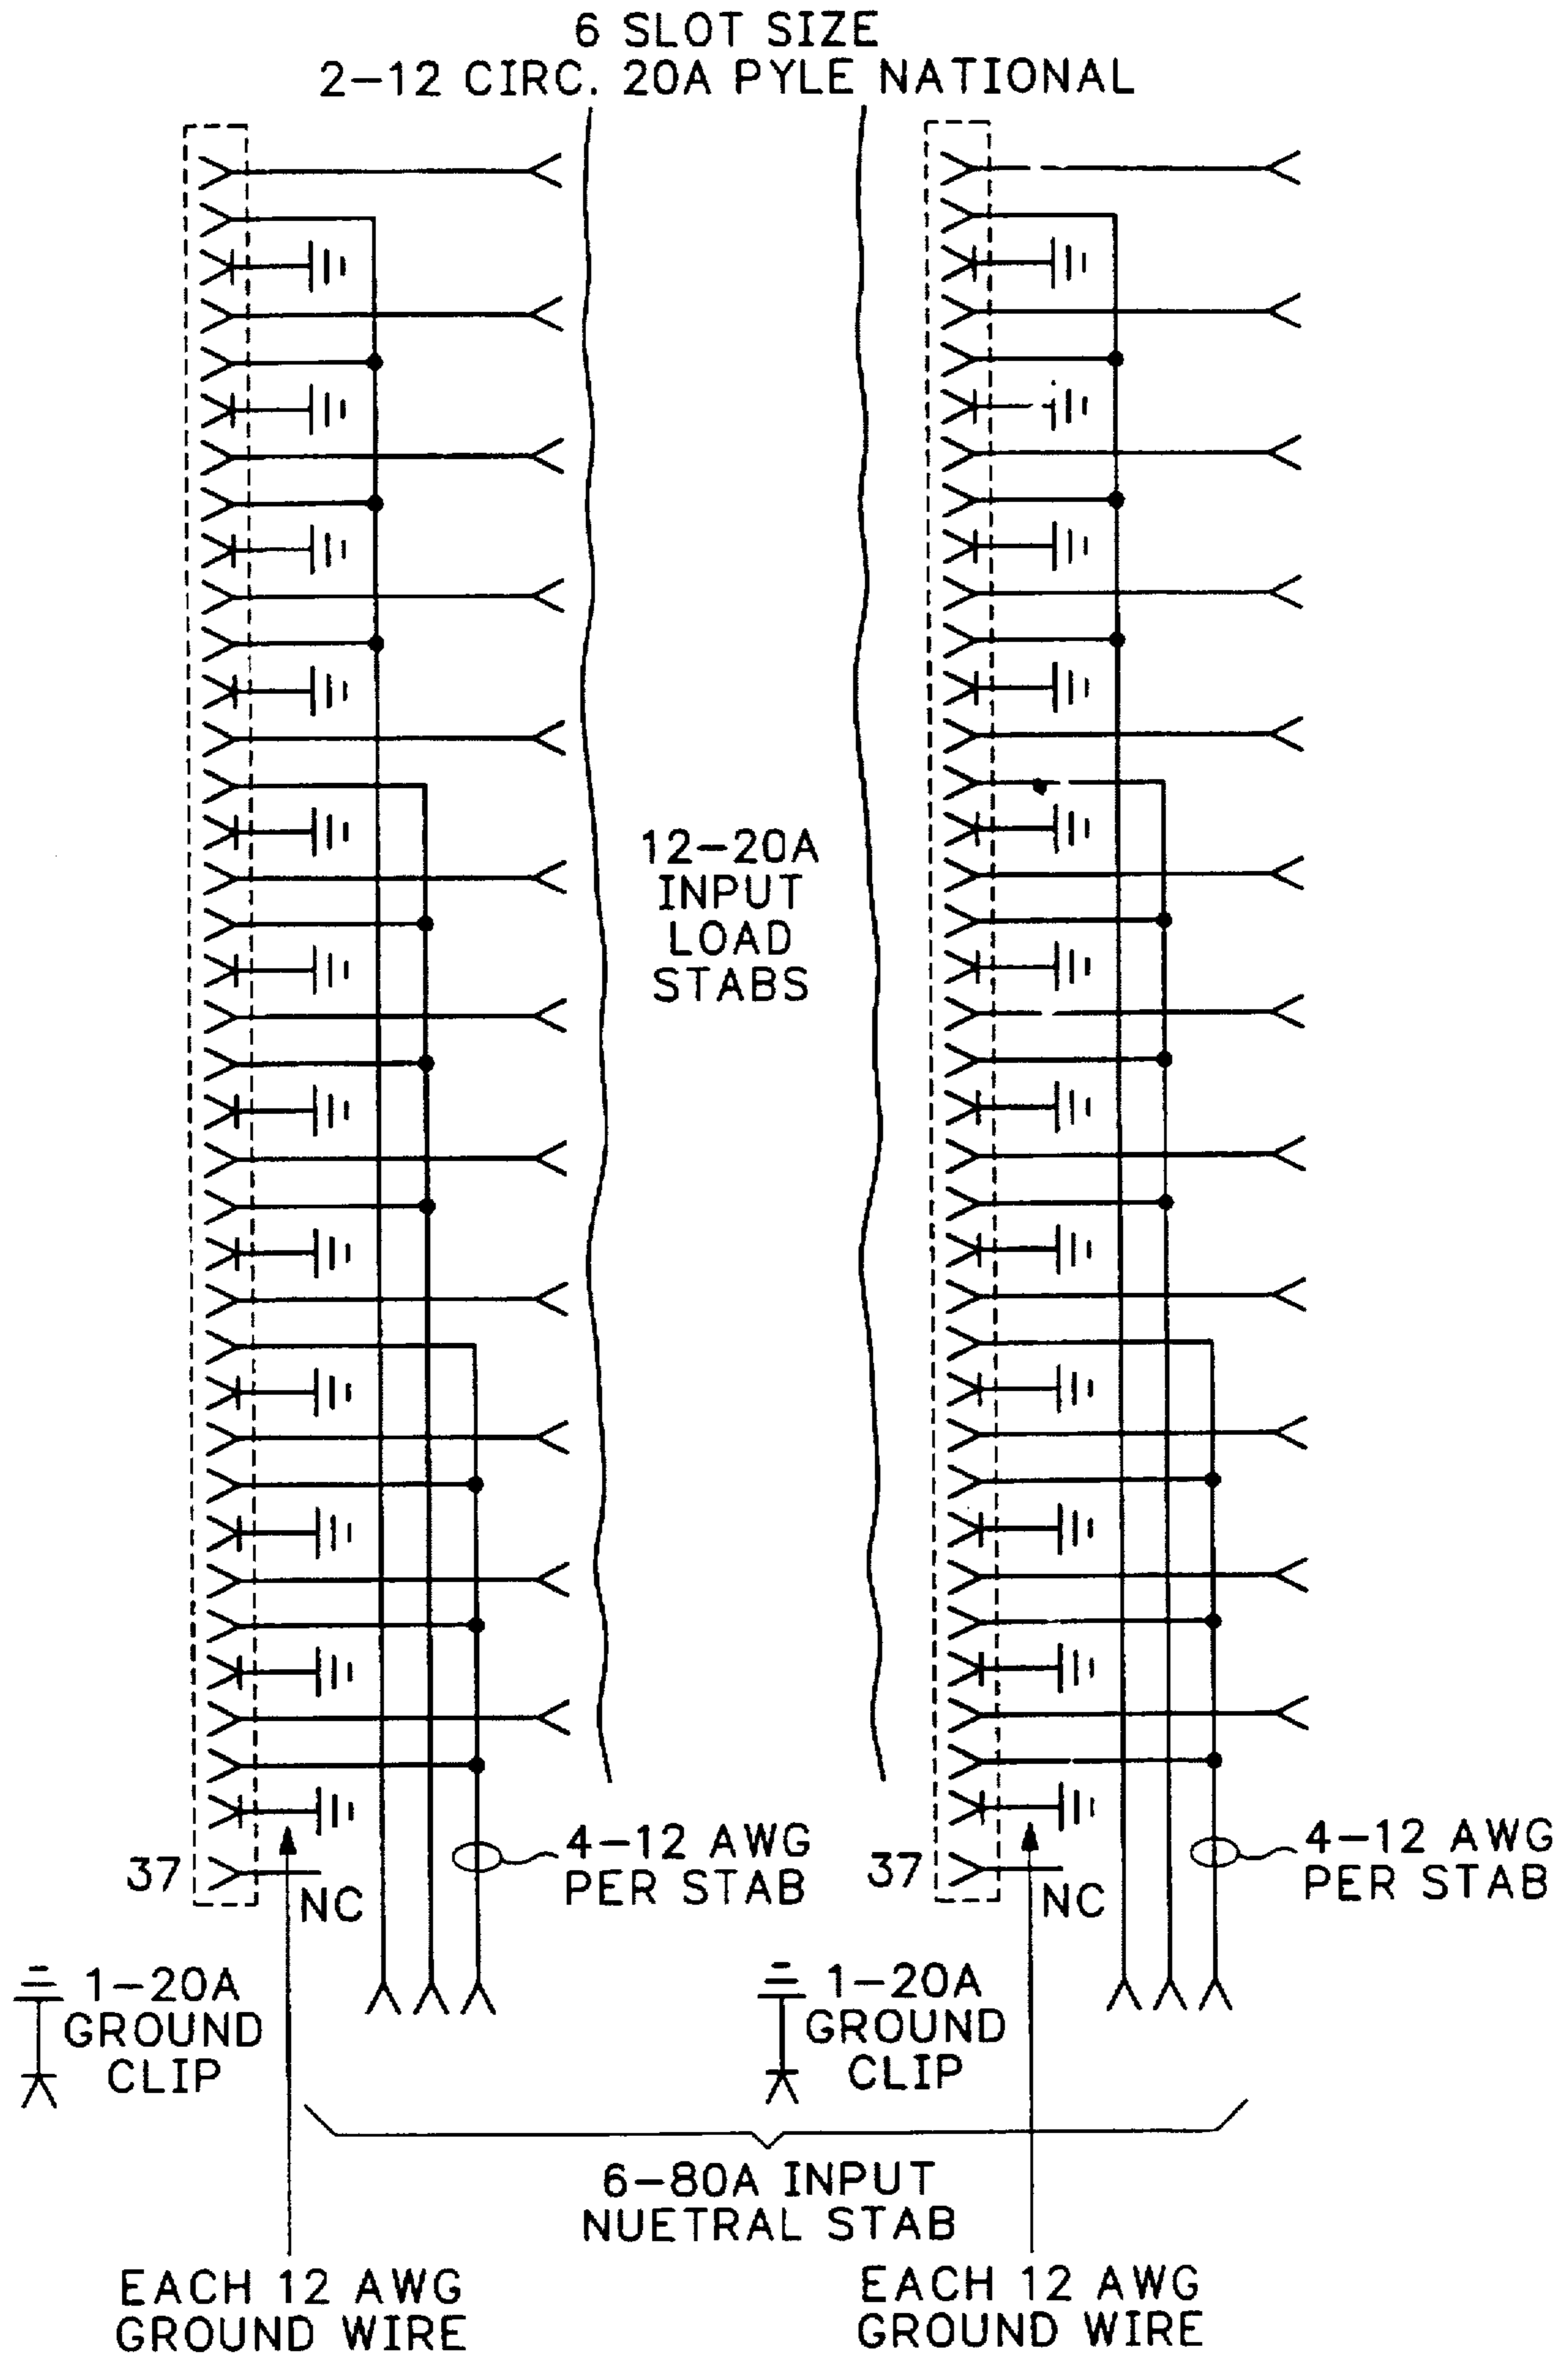 6 SLOT SIZE
2-12 CIRC. 20A PYLE NATIONAL
12-20A
INPUT
LOAD
STABS
4-12 AWG
PER STAB
37
NC
4-12 AWG
PER STAB
37
NC
1-20A
GROUND
CLIP
1-20A
GROUND
CLIP
6-80A INPUT
NUETRAL STAB
EACH 12 AWG
GROUND WIRE
EACH 12 AWG
GROUND WIRE